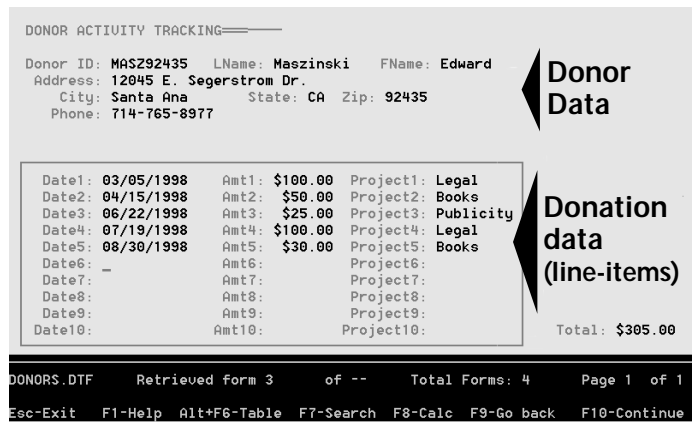 DONOR ACTIVITY TRACKING
Donor ID: MASZ92435 LName: Maszinski FName: Edward
Address: 12045 E. Segerstrom Dr.
City: Santa Ana State: CA Zip: 92435
Phone: 714-765-8977
Donor
Data
Date1: 03/05/1998 Amt1: $100.00 Project1: Legal
Date2: 04/15/1998 Amt2: $50.00 Project2: Books
Date3: 06/22/1998 Amt3: $25.00 Project3: Publicity
Date4: 07/19/1998 Amt4: $100.00 Project4: Legal
Date5: 08/30/1998 Amt5: $30.00 Project5: Books
Date6: _ Amt6: Project6:
Date7: Amt7: Project7:
Date8: Amt8: Project8:
Date9: Amt9: Project9:
Date10: Amt10: Project10:
Donation
data
(line-items)
Total: $305.00
DONORS.DTF Retrieved form 3 of -- Total Forms: 4 Page 1 of 1
Esc-Exit F1-Help Alt+F6-Table F7-Search F8-Calc F9-Go back F10-Continue